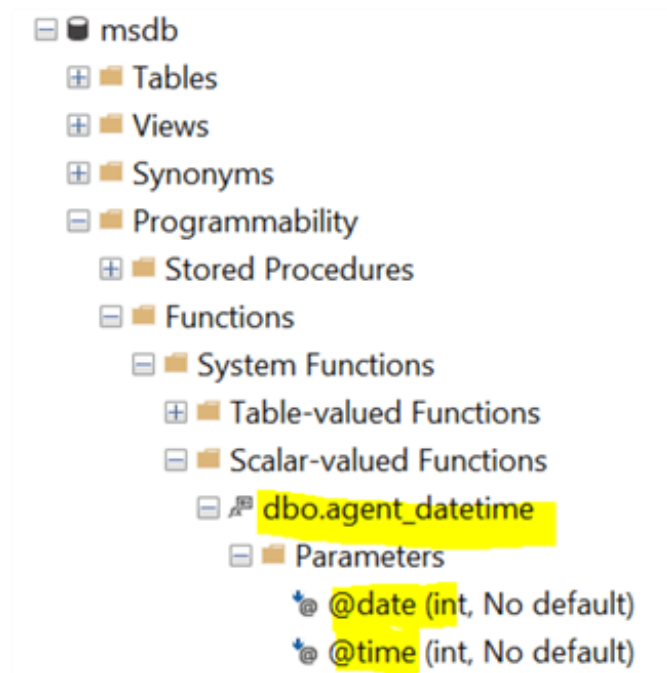 msdb
Tables
Views
Synonyms
Programmability
Stored Procedures
Functions
System Functions
Table-valued Functions
Scalar-valued Functions
dbo.agent_datetime
Parameters
@date (int, No default)
@time (int, No default)